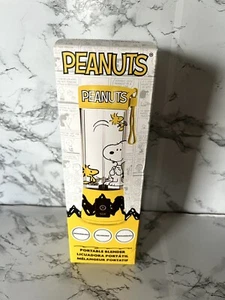 PEANUTS
PEANUTS
PORTABLE BLENDER
LICUADORA PORTÁTIL
MÉLANGEUR PORTATIF